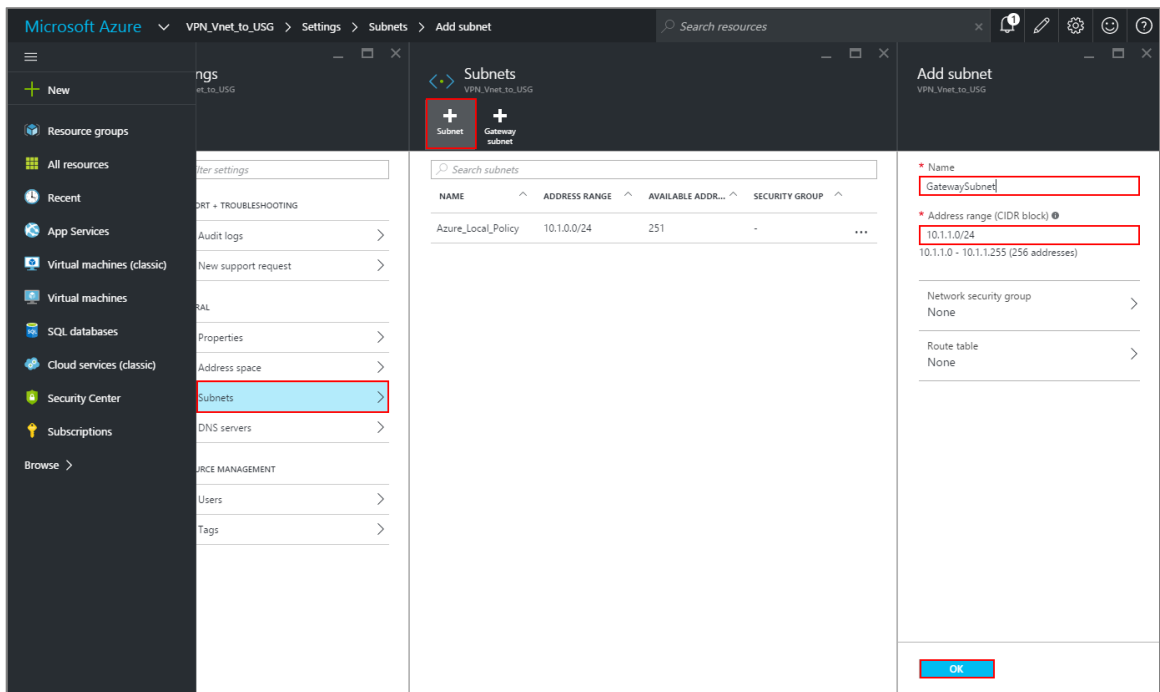 Microsoft Azure VPN_Vnet_to_USG > Settings > Subnets > Add subnet Search resources 1
New
Resource groups
All resources
Recent
App Services
Virtual machines (classic)
Virtual machines
SQL databases
Cloud services (classic)
Security Center
Subscriptions
Browse >
ngs
et_to_USG
lter settings
ORT + TROUBLESHOOTING
Audit logs
New support request
RAL
Properties
Address space
Subnets
DNS servers
URCE MANAGEMENT
Users
Tags
Subnets
VPN_Vnet_to_USG
Subnet
Gateway
subnet
Search subnets
NAME ADDRESS RANGE AVAILABLE ADDR... SECURITY GROUP
Azure_Local_Policy 10.1.0.0/24 251 - ...
Add subnet
VPN_Vnet_to_USG
* Name
GatewaySubnet
* Address range (CIDR block)
10.1.1.0/24
10.1.1.0 - 10.1.1.255 (256 addresses)
Network security group
None
Route table
None
OK